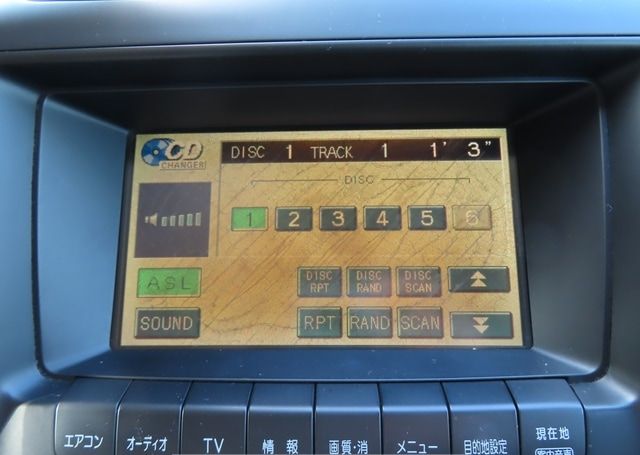 CD CHANGER
DISC 1 TRACK 1 1' 3"
DISC
1 2 3 4 5 6
ASL
DISC RPT
DISC RAND
DISC SCAN
SOUND
RPT RAND SCAN
エアコン オーディオ TV 情報 画質・消 メニュー 目的地設定 現在地